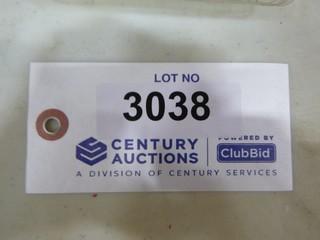 LOT NO
3038
CENTURY
AUCTIONS
POWERED BY
ClubBid
A DIVISION OF CENTURY SERVICES